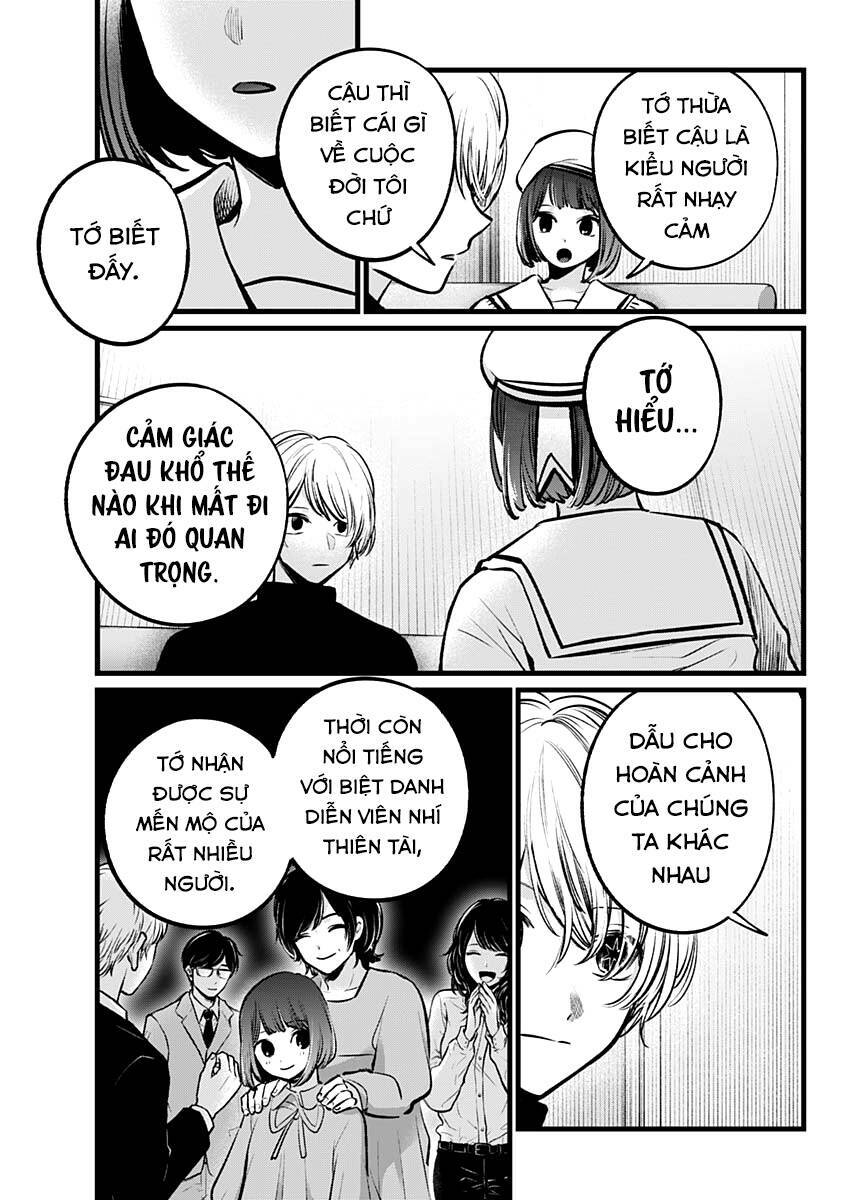 TỚ THỪA
BIẾT CẬU LÀ
KIỂU NGƯỜI
RẤT NHẠY
CẢM
CẬU THÌ
BIẾT CÁI GÌ
VỀ CUỘC
ĐỜI TÔI
CHỨ
TỚ BIẾT
ĐẤY.
TỚ
HIỂU...
CẢM GIÁC
ĐAU KHỔ THẾ
NÀO KHI MẤT ĐI
AI ĐÓ QUAN
TRỌNG.
DẪU CHO
HOÀN CẢNH
CỦA CHÚNG
TA KHÁC
NHAU
THỜI CÒN
NỔI TIẾNG
VỚI BIỆT DANH
DIỄN VIÊN NHÍ
THIÊN TÀI,
TỚ NHẬN
ĐƯỢC SỰ
MẾN MỘ CỦA
RẤT NHIỀU
NGƯỜI.